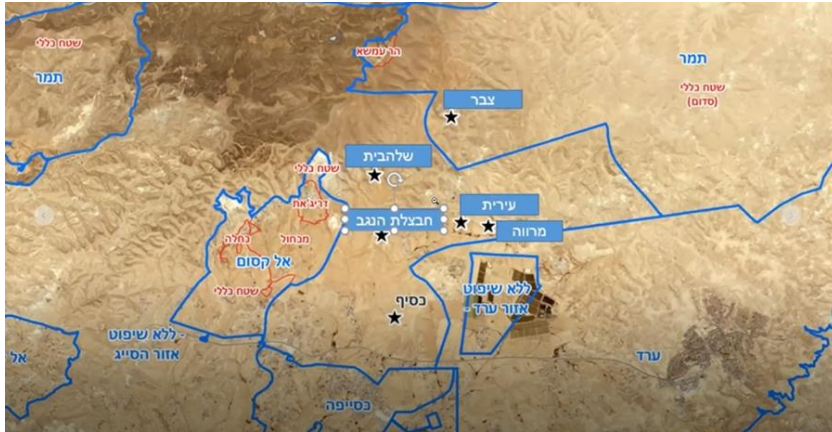 שטח כללי
תמר
הר עמשא
תמר
שטח כללי
(סדום)
צבר
שלהבית
שטח כללי
דריג'את
עירית
חבצלת הנגב
מרווה
כחלה
מכחול
אל קסום
שטח כללי
ללא שיפוט
אזור ערד -
כסיף
ללא שיפוט -
אזור הסייג
אל
ערד
כסייפה